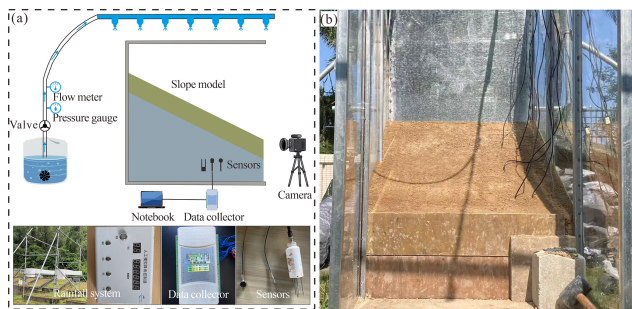 (a)
(b)
Flow meter
Pressure gauge
Valve
Slope model
Sensors
Camera
Notebook
Data collector
Rainfall system
Data collector
Sensors